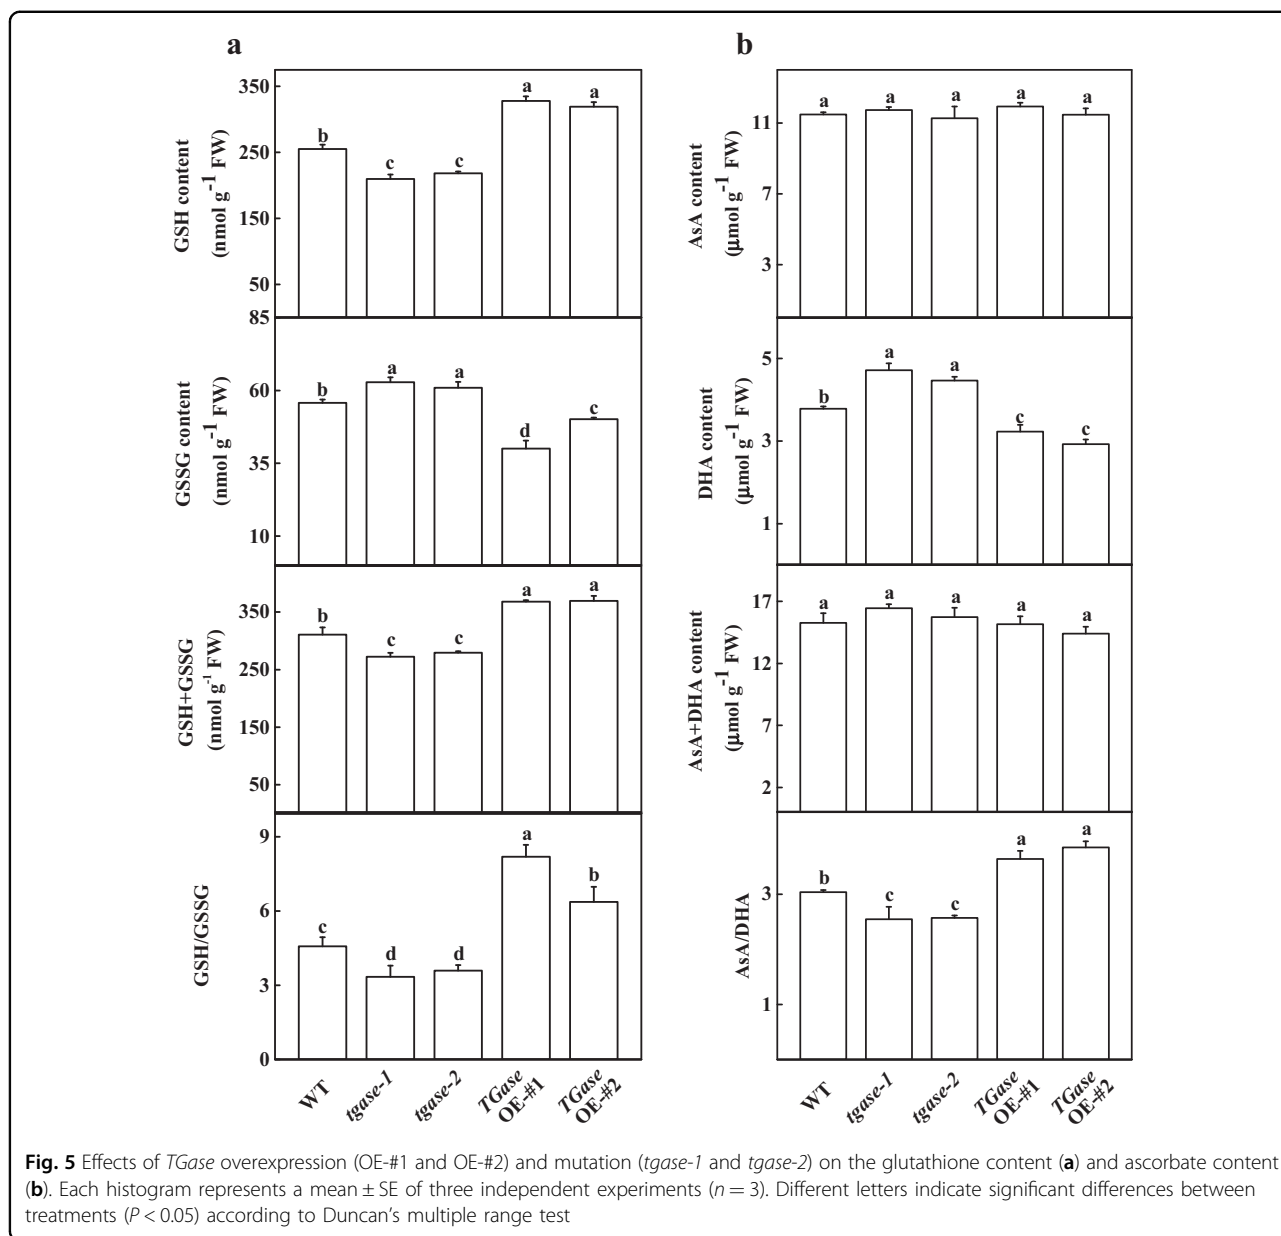 a
GSH content
(nmol g-1 FW)
350
250
150
50
b
c
c
a
a
85
GSSG content
(nmol g-1 FW)
60
35
10
b
a
a
d
c
GSH+GSSG
(nmol g-1 FW)
350
250
150
50
b
c
c
a
a
GSH/GSSG
9
6
3
0
c
d
d
a
b
WT
tgase-1
tgase-2
TGase
OE-#1
TGase
OE-#2
b
AsA content
(μmol g-1 FW)
11
7
3
a
a
a
a
a
DHA content
(μmol g-1 FW)
5
3
1
b
a
a
c
c
AsA+DHA content
(μmol g-1 FW)
17
12
7
2
a
a
a
a
a
AsA/DHA
3
1
b
c
c
a
a
WT
tgase-1
tgase-2
TGase
OE-#1
TGase
OE-#2
Fig. 5 Effects of TGase overexpression (OE-#1 and OE-#2) and mutation (tgase-1 and tgase-2) on the glutathione content (a) and ascorbate content
(b). Each histogram represents a mean ± SE of three independent experiments (n = 3). Different letters indicate significant differences between
treatments (P < 0.05) according to Duncan's multiple range test